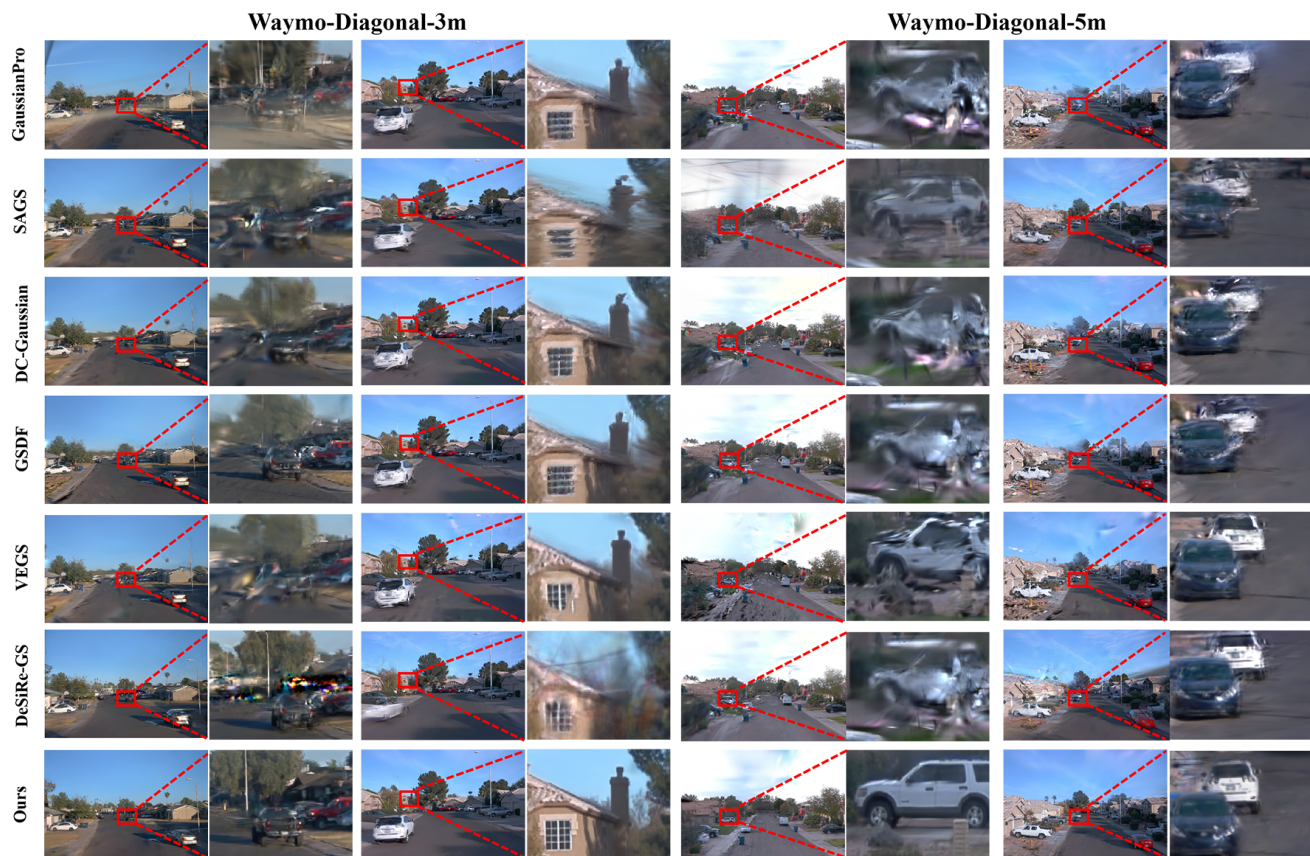 Waymo-Diagonal-3m
Waymo-Diagonal-5m
GaussianPro
SAGS
DC-Gaussian
GSDF
VEGS
DeSiRe-GS
Ours